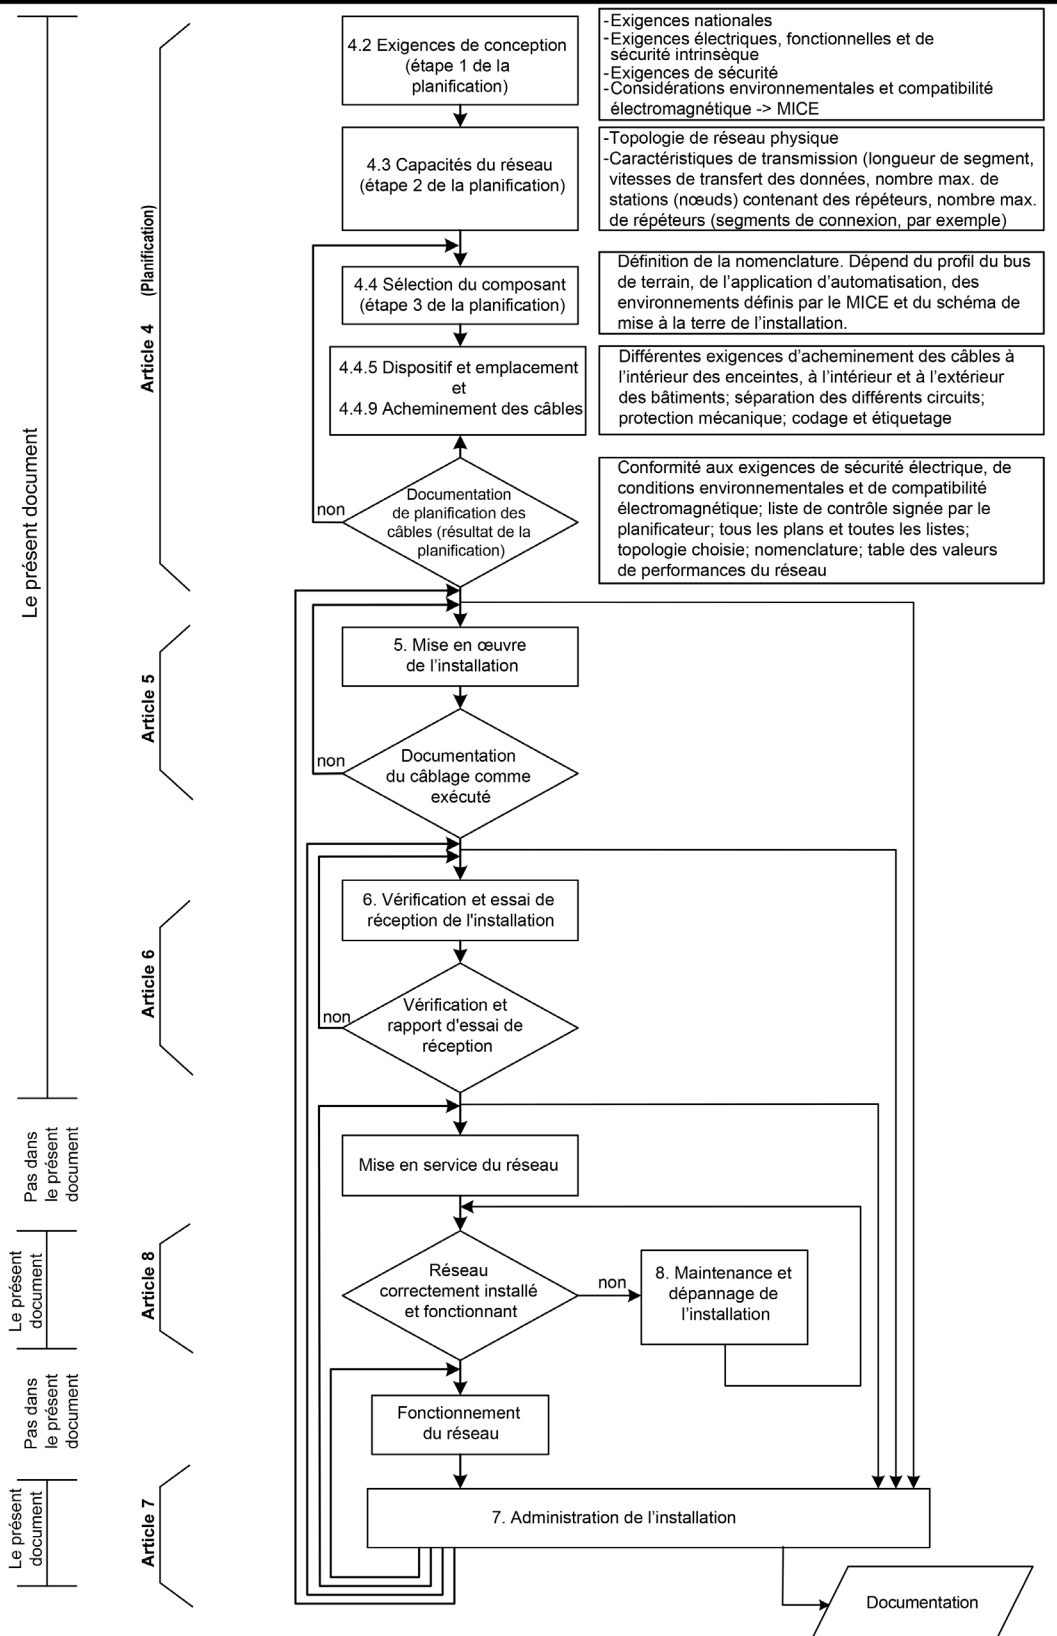 4.2 Exigences de conception
(étape 1 de la
planification)
-Exigences nationales
-Exigences électriques, fonctionnelles et de
sécurité intrinsèque
-Exigences de sécurité
-Considérations environnementales et compatibilité
électromagnétique -> MICE
4.3 Capacités du réseau
(étape 2 de la planification)
-Topologie de réseau physique
-Caractéristiques de transmission (longueur de segment,
vitesses de transfert des données, nombre max. de
stations (nœuds) contenant des répéteurs, nombre max.
de répéteurs (segments de connexion, par exemple)
4.4 Sélection du composant
(étape 3 de la planification)
Définition de la nomenclature. Dépend du profil du bus
de terrain, de l'application d'automatisation, des
environnements définis par le MICE et du schéma de
mise à la terre de l'installation.
4.4.5 Dispositif et emplacement
et
4.4.9 Acheminement des câbles
Différentes exigences d'acheminement des câbles à
l'intérieur des enceintes, à l'intérieur et à l'extérieur
des bâtiments; séparation des différents circuits;
protection mécanique; codage et étiquetage
Documentation
de planification des
câbles (résultat de la
planification)
non
Conformité aux exigences de sécurité électrique, de
conditions environnementales et de compatibilité
électromagnétique; liste de contrôle signée par le
planificateur; tous les plans et toutes les listes;
topologie choisie; nomenclature; table des valeurs
de performances du réseau
Article 4 (Planification)
Le présent document
5. Mise en œuvre
de l'installation
Article 5
non
Documentation
du câblage comme
exécuté
6. Vérification et essai de
réception de l'installation
Article 6
non
Vérification et
rapport d'essai de
réception
Pas dans
le présent
document
Mise en service du réseau
Le présent
document
Article 8
Réseau
correctement installé
et fonctionnant
non
8. Maintenance et
dépannage de
l'installation
Pas dans
le présent
document
Fonctionnement
du réseau
Le présent
document
Article 7
7. Administration de l'installation
Documentation